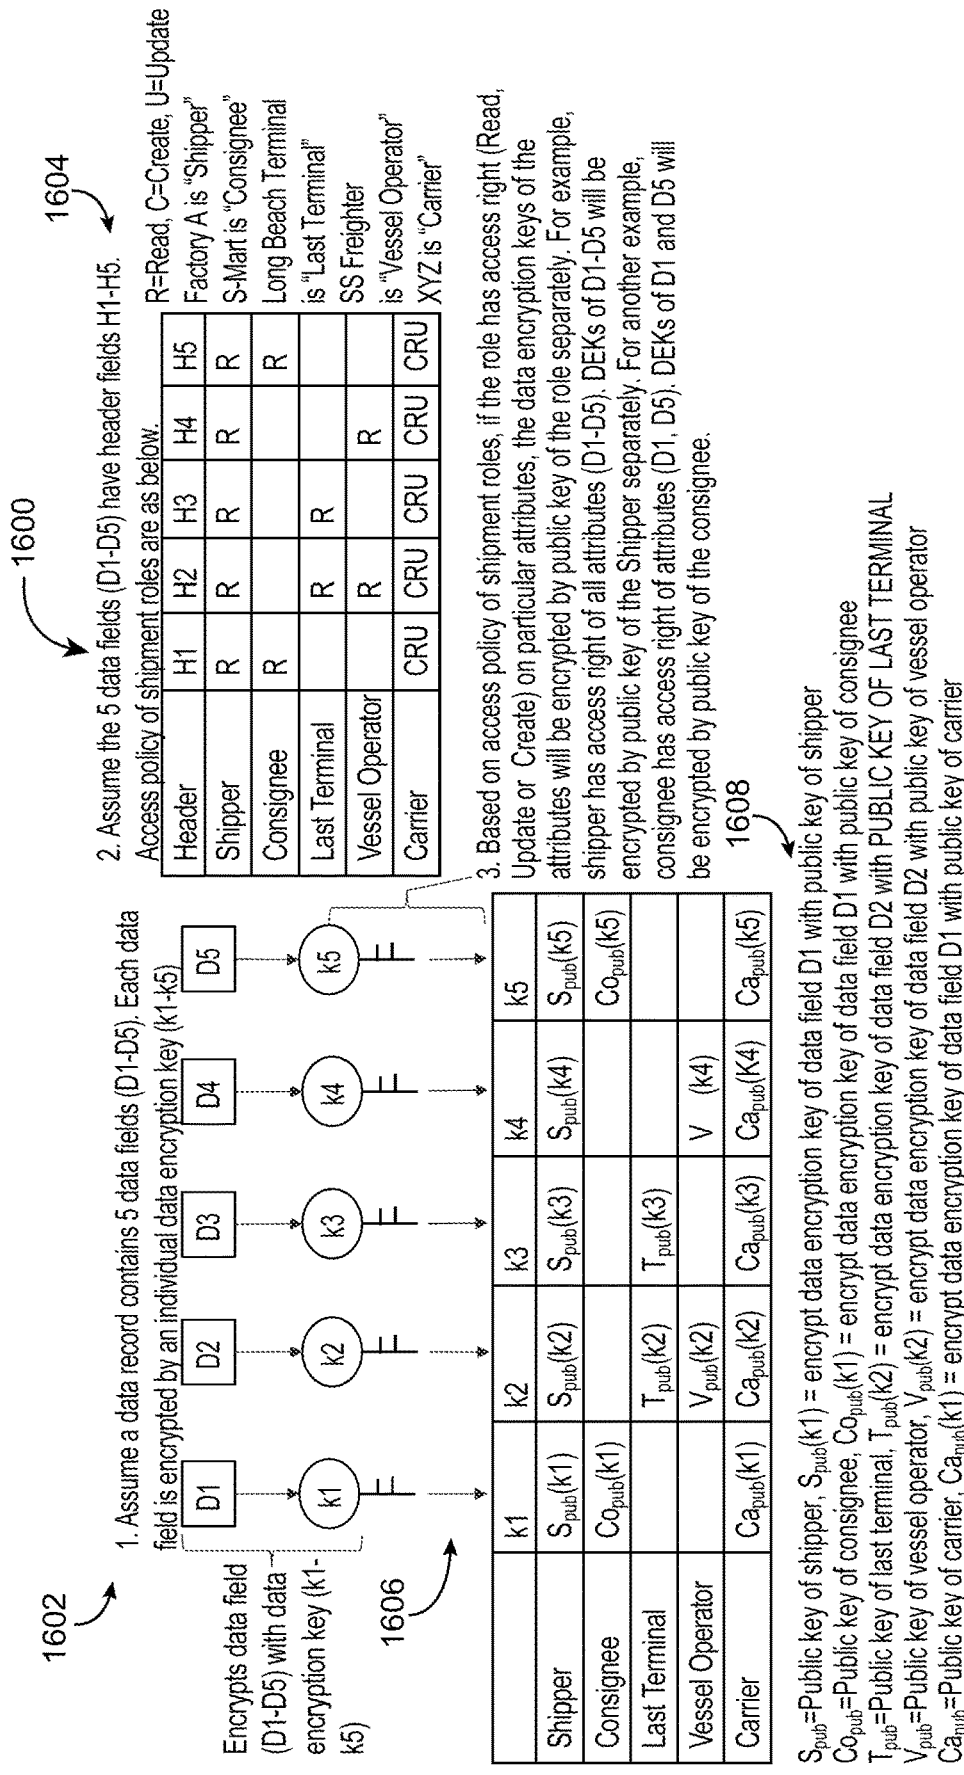 1600
1602
1. Assume a data record contains 5 data fields (D1-D5). Each data
field is encrypted by an individual data encryption key (k1-k5)
D1 D2 D3 D4 D5
k1 k2 k3 k4 k5
Encrypts data field
(D1-D5) with data
encryption key (k1-
k5)
1604
2. Assume the 5 data fields (D1-D5) have header fields H1-H5.
Access policy of shipment roles are as below.
Header H1 H2 H3 H4 H5
Shipper R R R R R
Consignee R R
Last Terminal R R
Vessel Operator R R
Carrier CRU CRU CRU CRU CRU
R=Read, C=Create, U=Update
Factory A is “Shipper”
S-Mart is “Consignee”
Long Beach Terminal
is “Last Terminal”
SS Freighter
is “Vessel Operator”
XYZ is “Carrier”
1606
k1 k2 k3 k4 k5
Shipper Spub(k1) Spub(k2) Spub(k3) Spub(k4) Spub(k5)
Consignee Copub(k1) Copub(k5)
Last Terminal Tpub(k2) Tpub(k3)
Vessel Operator Vpub(k2) V (k4)
Carrier Capub(k1) Capub(k2) Capub(k3) Capub(K4) Capub(k5)
3. Based on access policy of shipment roles, if the role has access right (Read,
Update or Create) on particular attributes, the data encryption keys of the
attributes will be encrypted by public key of the role separately. For example,
shipper has access right of all attributes (D1-D5). DEKs of D1-D5 will be
encrypted by public key of the Shipper separately. For another example,
consignee has access right of attributes (D1, D5). DEKs of D1 and D5 will
be encrypted by public key of the consignee.
1608
Spub=Public key of shipper, Spub(k1) = encrypt data encryption key of data field D1 with public key of shipper
Copub=Public key of consignee, Copub(k1) = encrypt data encryption key of data field D1 with public key of consignee
Tpub=Public key of last terminal, Tpub(k2) = encrypt data encryption key of data field D2 with PUBLIC KEY OF LAST TERMINAL
Vpub=Public key of vessel operator, Vpub(k2) = encrypt data encryption key of data field D2 with public key of vessel operator
Capub=Public key of carrier, Capub(k1) = encrypt data encryption key of data field D1 with public key of carrier